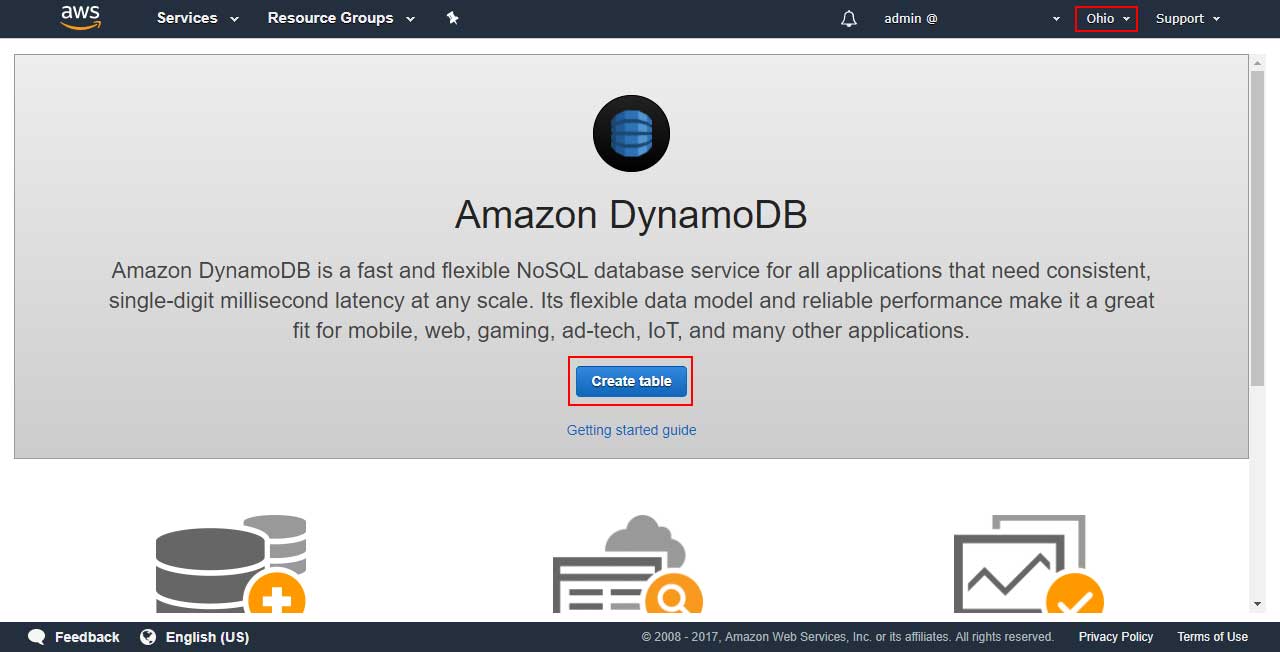 aws Services Resource Groups admin @ Ohio Support
Amazon DynamoDB
Amazon DynamoDB is a fast and flexible NoSQL database service for all applications that need consistent,
single-digit millisecond latency at any scale. Its flexible data model and reliable performance make it a great
fit for mobile, web, gaming, ad-tech, IoT, and many other applications.
Create table
Getting started guide
Feedback English (US) © 2008 - 2017, Amazon Web Services, Inc. or its affiliates. All rights reserved. Privacy Policy Terms of Use